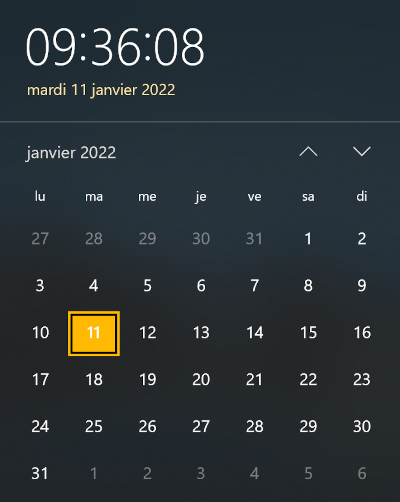 09:36:08
mardi 11 janvier 2022
janvier 2022
lu ma me je ve sa di
27 28 29 30 31 1 2
3 4 5 6 7 8 9
10 11 12 13 14 15 16
17 18 19 20 21 22 23
24 25 26 27 28 29 30
31 1 2 3 4 5 6